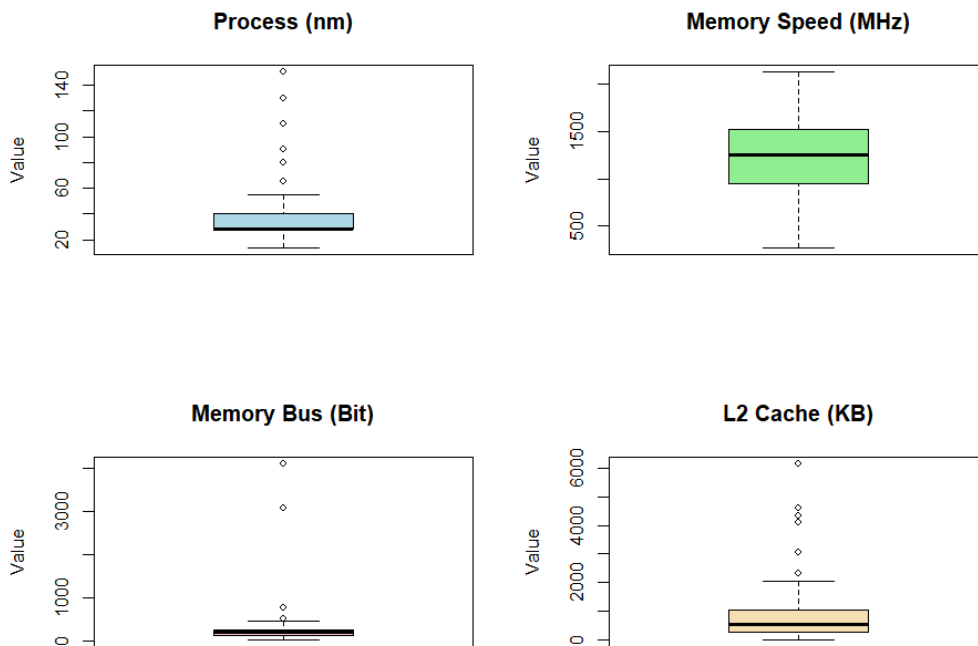 Process (nm)
Value
20
60
100
140
Memory Speed (MHz)
Value
500
1500
Memory Bus (Bit)
Value
0
1000
3000
L2 Cache (KB)
Value
0
2000
4000
6000